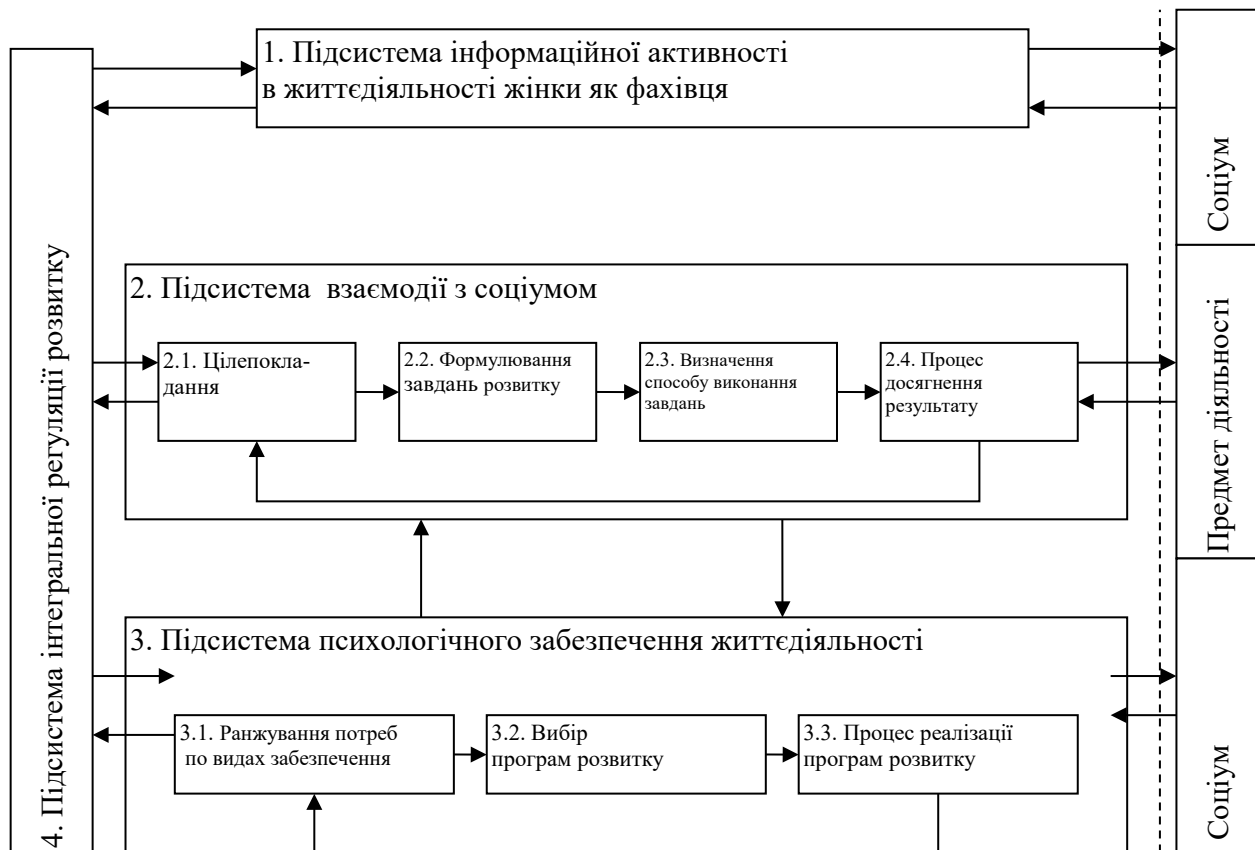 1. Підсистема інформаційної активності
в життєдіяльності жінки як фахівця
Соціум
4. Підсистема інтегральної регуляції розвитку
2. Підсистема взаємодії з соціумом
2.1. Цілепокла-
дання
2.2. Формулювання
завдань розвитку
2.3. Визначення
способу виконання
завдань
2.4. Процес
досягнення
результату
Предмет діяльності
3. Підсистема психологічного забезпечення життєдіяльності
3.1. Ранжування потреб
по видах забезпечення
3.2. Вибір
програм розвитку
3.3. Процес реалізації
програм розвитку
Соціум